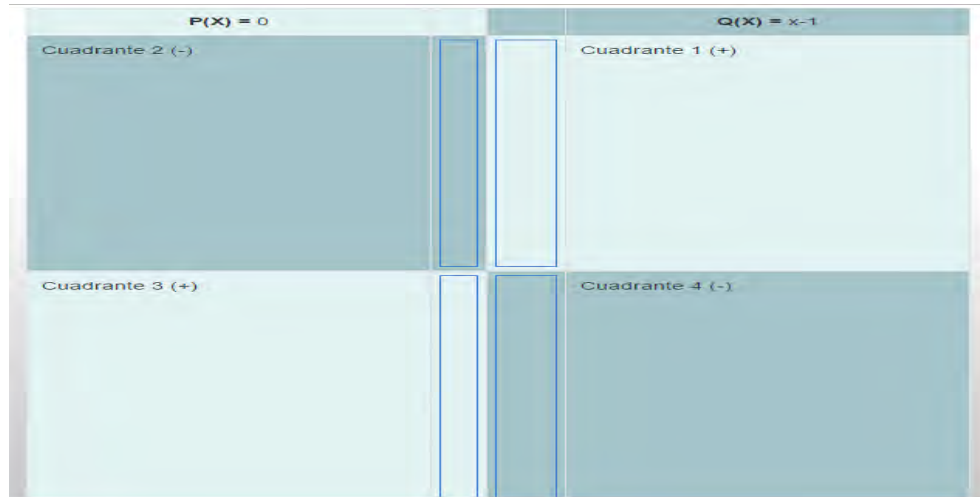 P(X) = 0
Q(X) = x-1
Cuadrante 2 (-)
Cuadrante 1 (+)
Cuadrante 3 (+)
Cuadrante 4 (-)